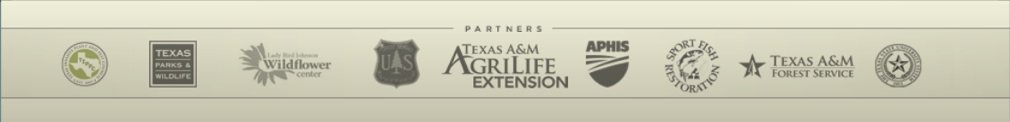 PARTNERS
TEXAS
PARKS &
WILDLIFE
Lady Bird Johnson
Wildflower
center
U S
TEXAS A&M
AGRILIFE
EXTENSION
APHIS
SPORT FISH
RESTORATION
TEXAS A&M
FOREST SERVICE